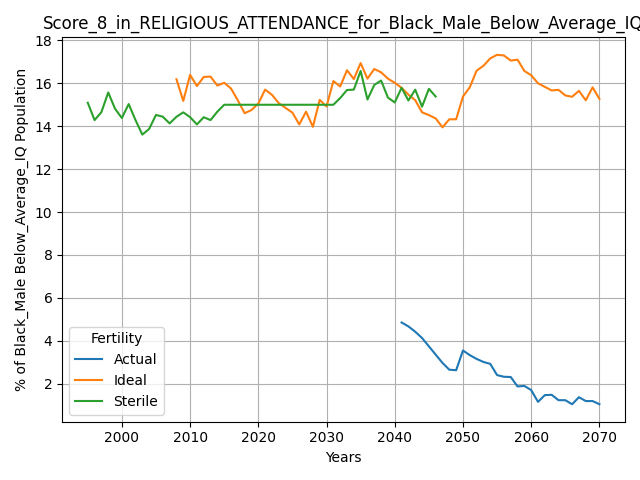 Score_8_in_RELIGIOUS_ATTENDANCE_for_Black_Male_Below_Average_IQ
% of Black_Male Below_Average_IQ Population
18
16
14
12
10
8
6
4
2
Fertility
Actual
Ideal
Sterile
2000 2010 2020 2030 2040 2050 2060 2070
Years